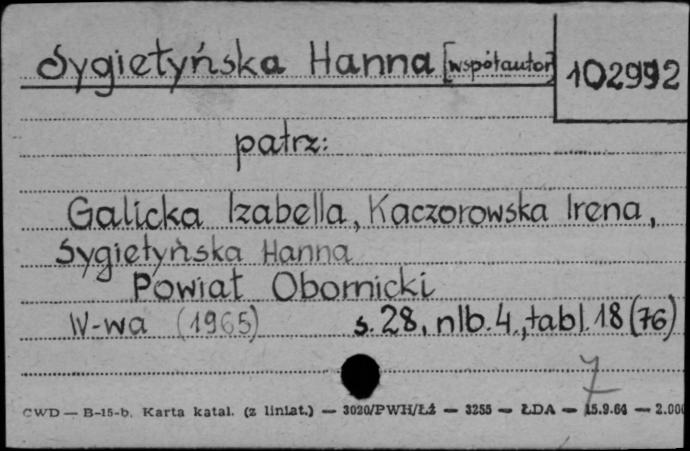 Sygietyńska Hanna [współautor] 102992
patrz:
Galicka Izabella, Kaczorowska Irena,
Sygietyńska Hanna
Powiat Obornicki
W-wa (1965) s. 28, nlb. 4, tabl. 18 (76)
7
CWD — B-15-b. Karta katal. (z liniat.) — 3020/PWH/Łź — 3255 — ŁDA — 15.9.64 — 2.000